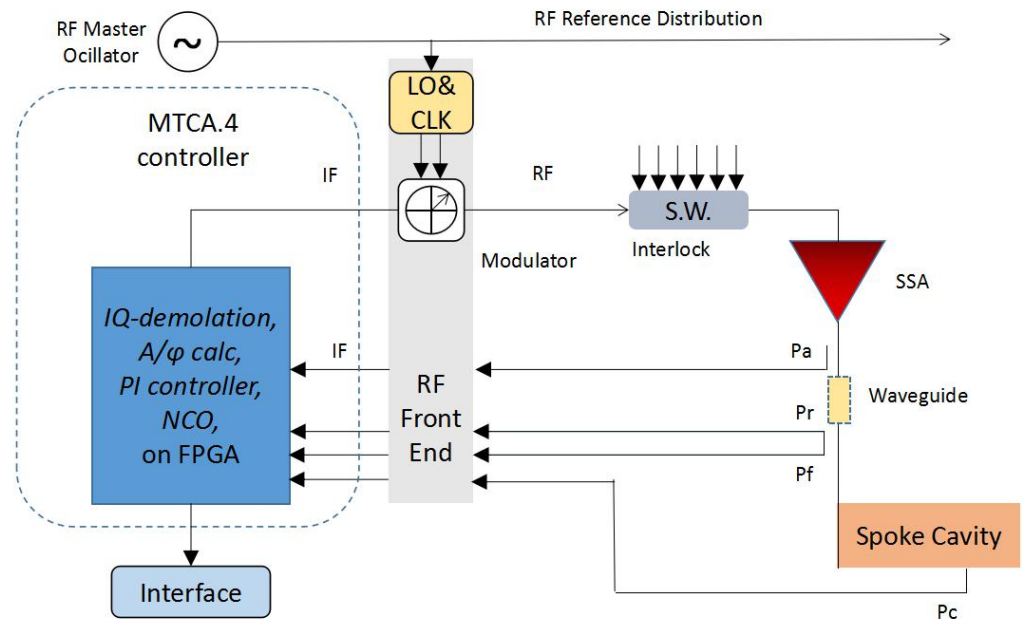 RF Master
Ocillator
RF Reference Distribution
LO&
CLK
MTCA.4
controller
IF
RF
S.W.
Modulator
Interlock
SSA
IQ-demolation,
A/φ calc,
PI controller,
NCO,
on FPGA
IF
RF
Front
End
Pa
Waveguide
Pr
Pf
Spoke Cavity
Interface
Pc